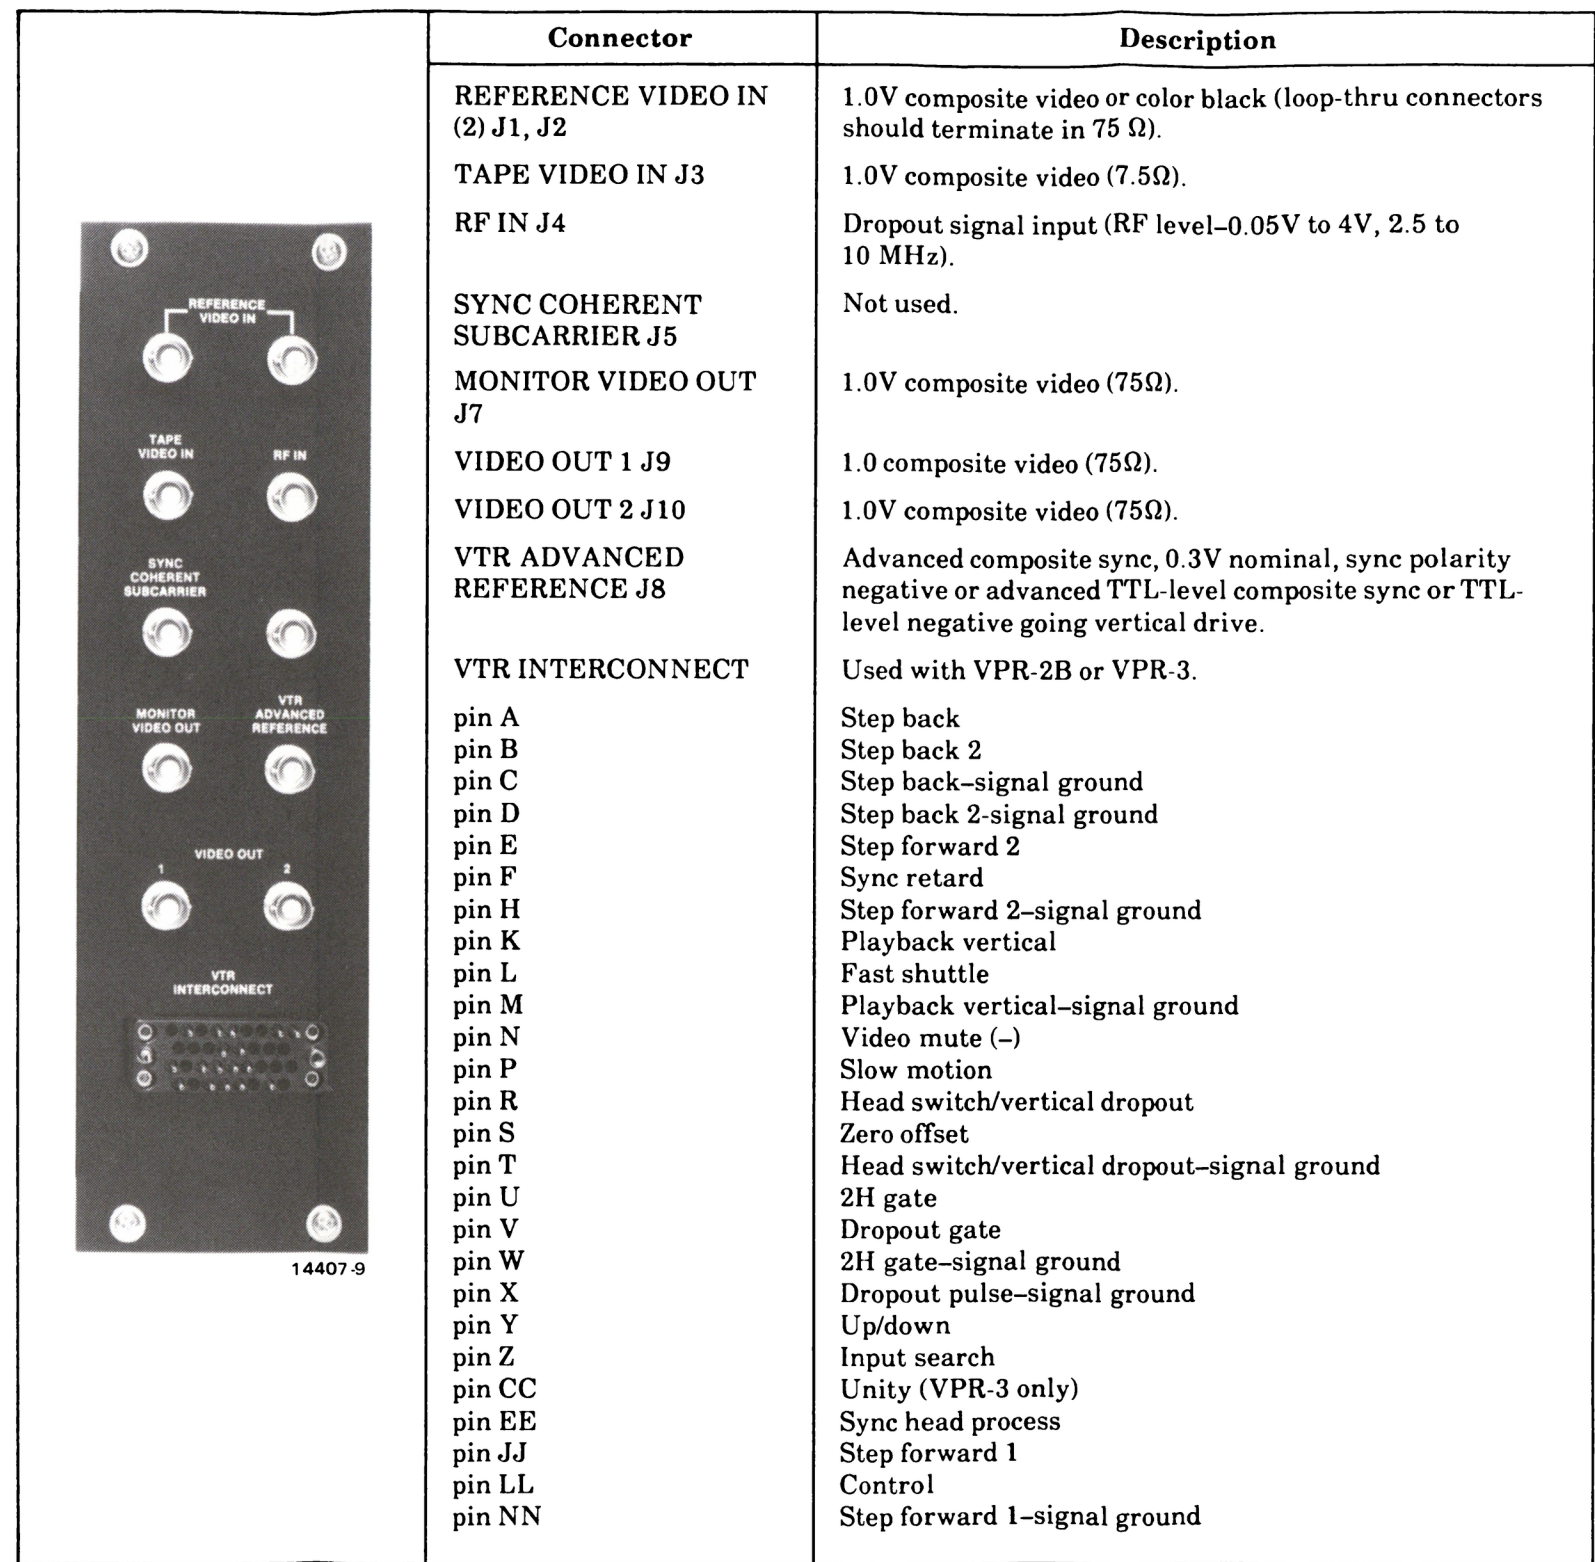 Connector Description
REFERENCE VIDEO IN
(2) J1, J2
1.0V composite video or color black (loop-thru connectors
should terminate in 75 Ω).
TAPE VIDEO IN J3
1.0V composite video (7.5Ω).
RF IN J4
Dropout signal input (RF level–0.05V to 4V, 2.5 to
10 MHz).
SYNC COHERENT
SUBCARRIER J5
Not used.
MONITOR VIDEO OUT
J7
1.0V composite video (75Ω).
VIDEO OUT 1 J9
1.0 composite video (75Ω).
VIDEO OUT 2 J10
1.0V composite video (75Ω).
VTR ADVANCED
REFERENCE J8
Advanced composite sync, 0.3V nominal, sync polarity
negative or advanced TTL-level composite sync or TTL-
level negative going vertical drive.
VTR INTERCONNECT
Used with VPR-2B or VPR-3.
pin A Step back
pin B Step back 2
pin C Step back–signal ground
pin D Step back 2-signal ground
pin E Step forward 2
pin F Sync retard
pin H Step forward 2–signal ground
pin K Playback vertical
pin L Fast shuttle
pin M Playback vertical–signal ground
pin N Video mute (–)
pin P Slow motion
pin R Head switch/vertical dropout
pin S Zero offset
pin T Head switch/vertical dropout–signal ground
pin U 2H gate
pin V Dropout gate
pin W 2H gate–signal ground
pin X Dropout pulse–signal ground
pin Y Up/down
pin Z Input search
pin CC Unity (VPR-3 only)
pin EE Sync head process
pin JJ Step forward 1
pin LL Control
pin NN Step forward 1–signal ground
REFERENCE
VIDEO IN
TAPE
VIDEO IN
RF IN
SYNC
COHERENT
SUBCARRIER
MONITOR
VIDEO OUT
VTR
ADVANCED
REFERENCE
VIDEO OUT
1 2
VTR
INTERCONNECT
14407-9